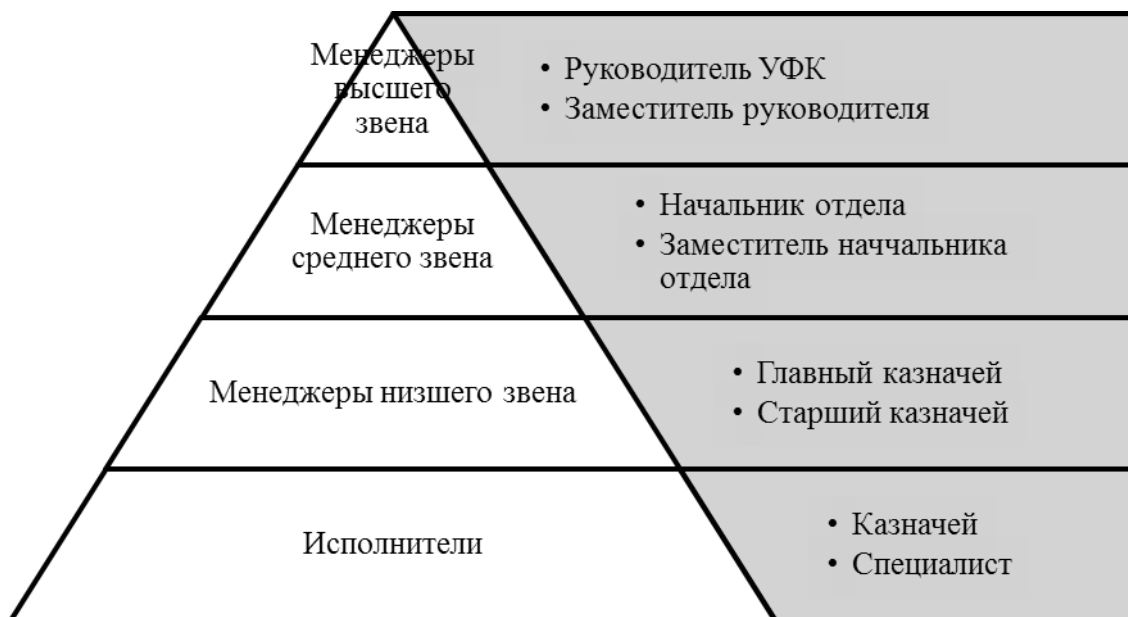 Менеджеры
высшего
звена
• Руководитель УФК
• Заместитель руководителя
Менеджеры
среднего звена
• Начальник отдела
• Заместитель наччальника
отдела
Менеджеры низшего звена
• Главный казначей
• Старший казначей
Исполнители
• Казначей
• Специалист